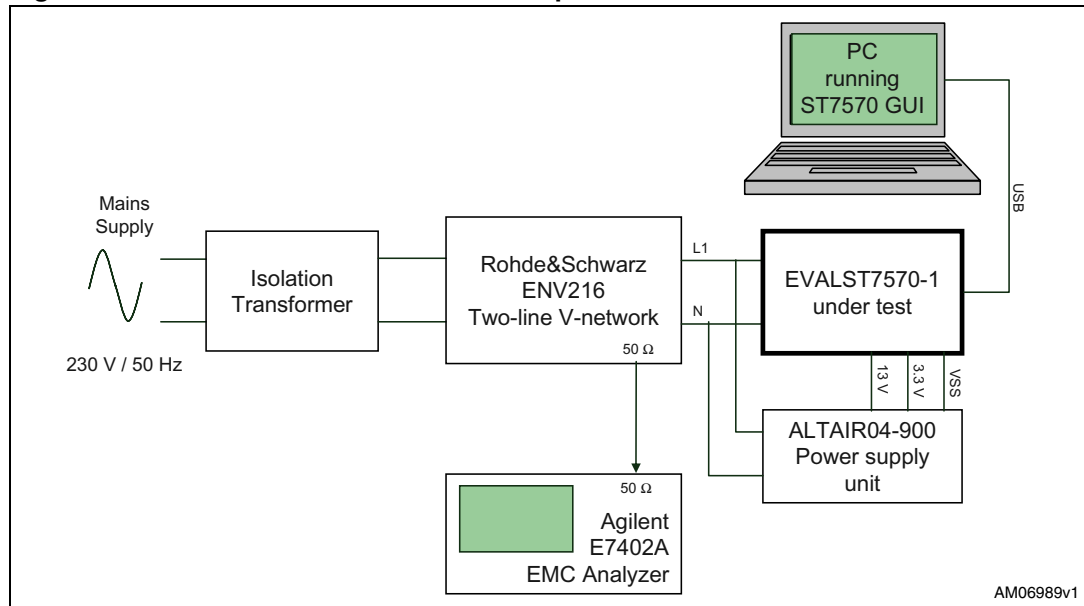 PC
running
ST7570 GUI
USB
Mains
Supply
230 V / 50 Hz
Isolation
Transformer
Rohde&Schwarz
ENV216
Two-line V-network
50 Ω
L1
N
EVALST7570-1
under test
13 V
3.3 V
VSS
ALTAIR04-900
Power supply
unit
50 Ω
Agilent
E7402A
EMC Analyzer
AM06989v1